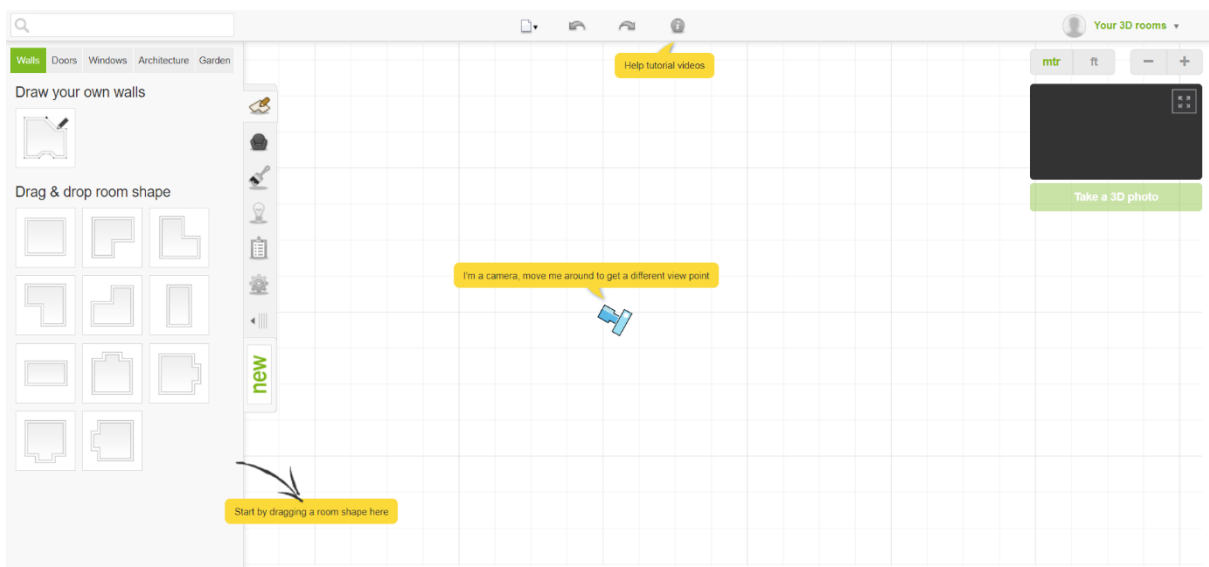 Your 3D rooms
Help tutorial videos
Walls Doors Windows Architecture Garden
mtr ft
Draw your own walls
Drag & drop room shape
Take a 3D photo
I'm a camera, move me around to get a different view point
new
Start by dragging a room shape here